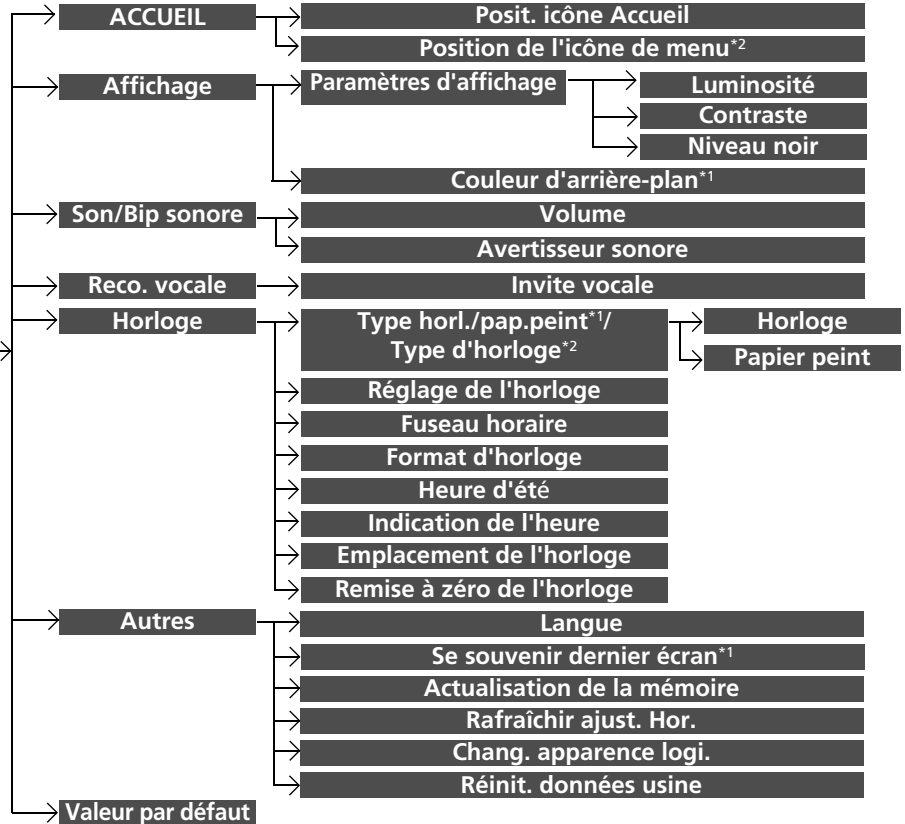 ACCUEIL
Posit. icône Accueil
Position de l'icône de menu*2
Affichage
Paramètres d'affichage
Luminosité
Contraste
Niveau noir
Couleur d'arrière-plan*1
Son/Bip sonore
Volume
Avertisseur sonore
Reco. vocale
Invite vocale
Horloge
Type horl./pap.peint*1/
Type d'horloge*2
Horloge
Papier peint
Réglage de l'horloge
Fuseau horaire
Format d'horloge
Heure d'été
Indication de l'heure
Emplacement de l'horloge
Remise à zéro de l'horloge
Autres
Langue
Se souvenir dernier écran*1
Actualisation de la mémoire
Rafraîchir ajust. Hor.
Chang. apparence logi.
Réinit. données usine
Valeur par défaut